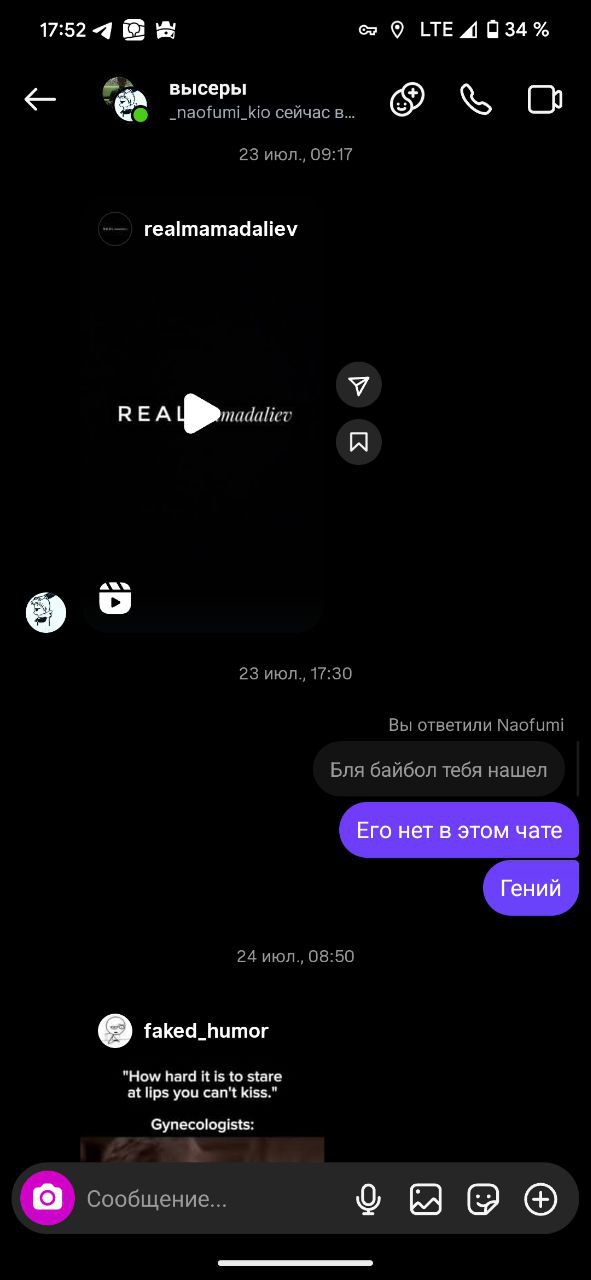 17:52 LTE 34 %
высеры
_naofumi_kio сейчас в...
23 июл., 09:17
realmamadaliev
REAL madaliev
23 июл., 17:30
Вы ответили Naofumi
Бля байбол тебя нашел
Его нет в этом чате
Гений
24 июл., 08:50
faked_humor
"How hard it is to stare
at lips you can't kiss."
Gynecologists:
Сообщение...